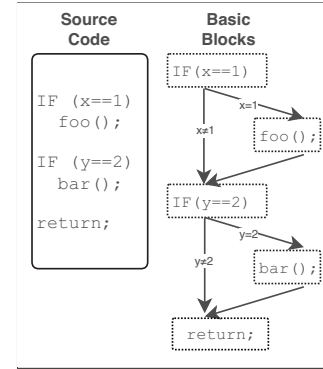 Source
Code
IF (x==1)
foo();
IF (y==2)
bar();
return;
Basic
Blocks
IF(x==1)
x=1
x≠1
foo();
IF(y==2)
y=2
y≠2
bar();
return;